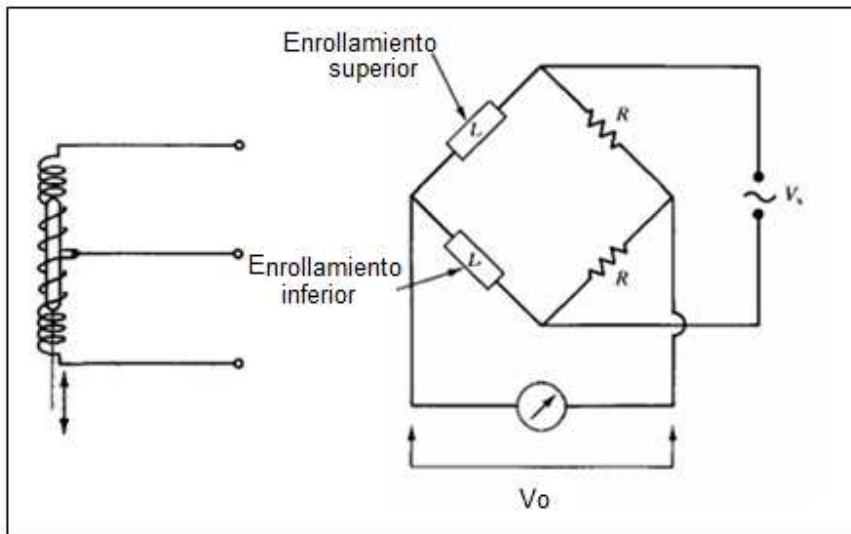 Enrollamiento
superior
L
R
Vs
Enrollamiento
inferior
L
R
Vo